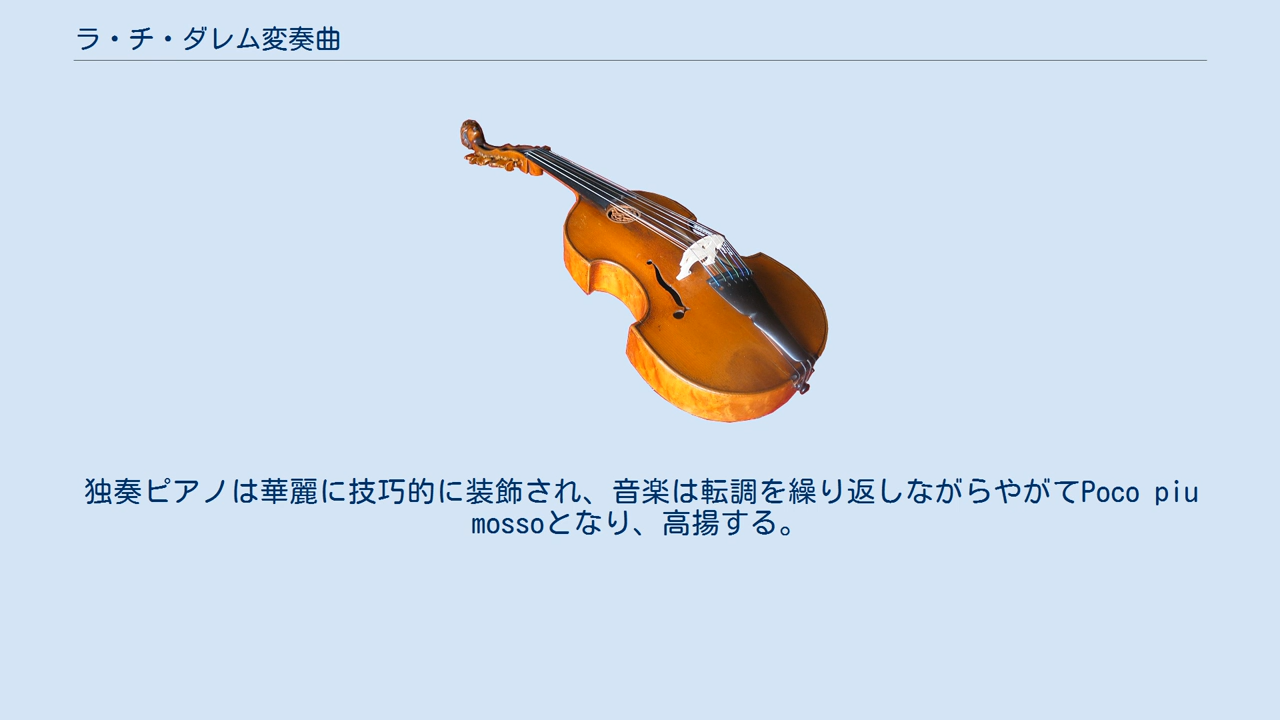 ラ・チ・ダレム変奏曲
独奏ピアノは華麗に技巧的に装飾され、音楽は転調を繰り返しながらやがてPoco piu
mossoとなり、高揚する。